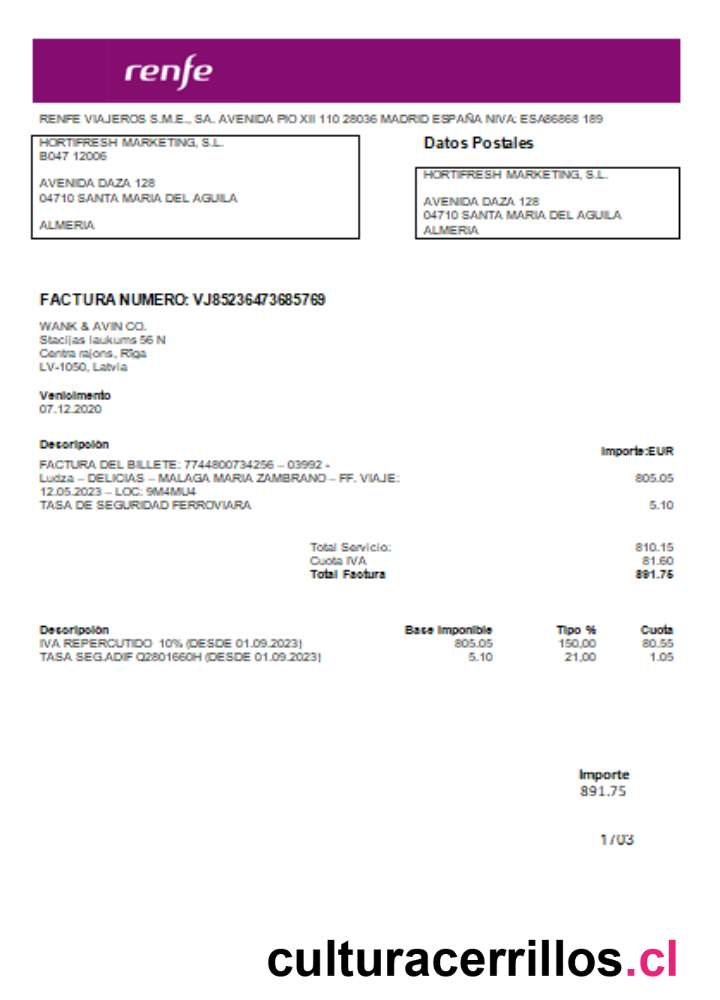 renfe
RENFE VIAJEROS S.M.E., SA. AVENIDA PIO XII 110 28036 MADRID ESPAÑA NIVA: ESA86868 189
HORTIFRESH MARKETING, S.L.
B047 12006
AVENIDA DAZA 128
04710 SANTA MARIA DEL AGUILA
ALMERIA
Datos Postales
HORTIFRESH MARKETING, S.L.
AVENIDA DAZA 128
04710 SANTA MARIA DEL AGUILA
ALMERIA
FACTURA NUMERO: VJ85236473685769
WANK & AVIN CO.
Stacijas laukums 56 N
Centra rajons, Rīga
LV-1050, Latvia
Venicimento
07.12.2020
Descripción Importe:EUR
FACTURA DEL BILLETE: 7744800734256 – 03992 -
Ludza – DELICIAS – MALAGA MARIA ZAMBRANO – FF. VIAJE: 805.05
12.05.2023 – LOC: 9M4MU4
TASA DE SEGURIDAD FERROVIARA 5.10
Total Servicio: 810.15
Cuota IVA 81.60
Total Factura 891.75
Descripción Base Imponible Tipo % Cuota
IVA REPERCUTIDO 10% (DESDE 01.09.2023) 805.05 150,00 80.55
TASA SEG.ADIF Q2801660H (DESDE 01.09.2023) 5.10 21,00 1.05
Importe
891.75
1/03
culturacerrillos.cl